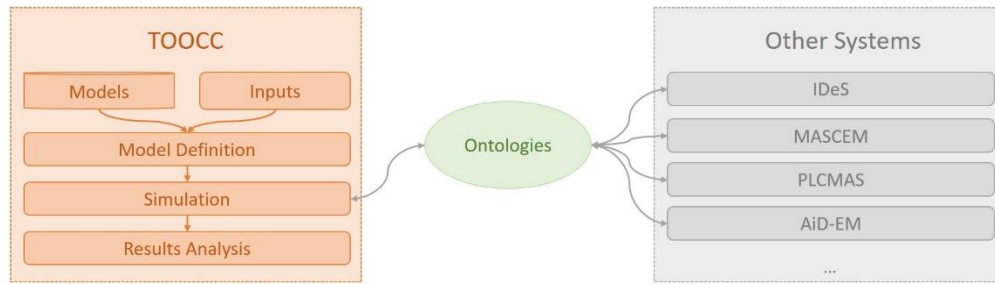 TOOCC
Models
Inputs
Model Definition
Simulation
Results Analysis
Ontologies
Other Systems
IDeS
MASCEM
PLCMAS
AiD-EM
...